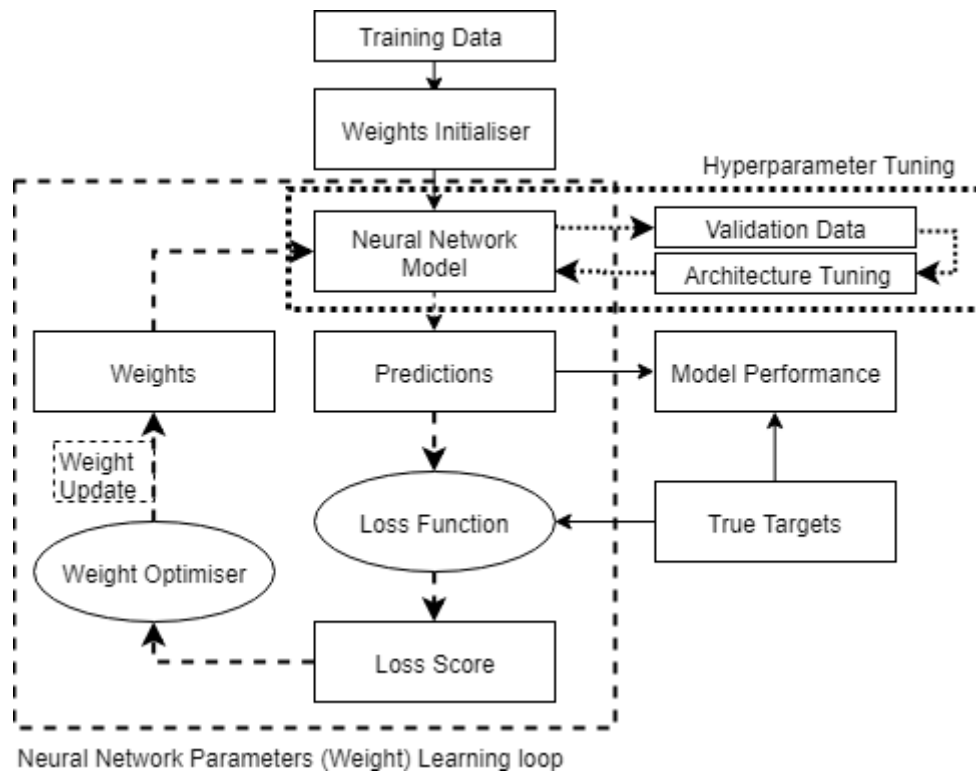 Training Data
Weights Initialiser
Hyperparameter Tuning
Neural Network
Model
Validation Data
Architecture Tuning
Weights
Predictions
Model Performance
Weight
Update
Loss Function
True Targets
Weight Optimiser
Loss Score
Neural Network Parameters (Weight) Learning loop